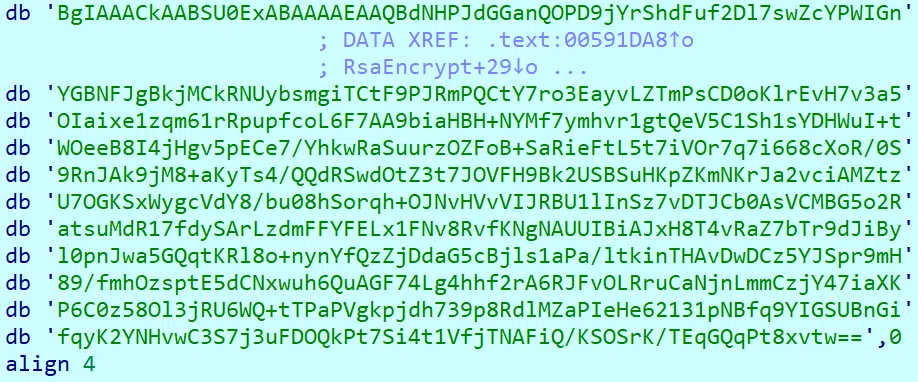 db 'BgIAAACkAABSU0ExABAAAAEAAQBdNHPJdGGanQOPD9jYrShdFuf2Dl7swZcYPWIGn'
; DATA XREF: .text:00591DA8↑o
; RsaEncrypt+29↓o ...
db 'YGBNFJgBkjMCkRNUybsmgiTCtF9PJRmPQCtY7ro3EayvLZTmPsCD0oKlrEvH7v3a5'
db 'OIaixe1zqm61rRpupfcoL6F7AA9biaHBH+NYMf7ymhvr1gtQeV5C1Sh1sYDHWuI+t'
db 'WOeeB8I4jHgv5pECe7/YhkwRaSuurzOZFoB+SaRieFtL5t7iVOr7q7i668cXoR/0S'
db '9RnJAk9jM8+aKyTs4/QQdRSwdOtZ3t7JOVFH9Bk2USBSuHKpZKmNKrJa2vciAMZtz'
db 'U7OGKSxWygcVdY8/bu08hSorqh+OJNvHVvVIJRBU1lInSz7vDTJCb0AsVCMBG5o2R'
db 'atsuMdR17fdySArLzdmFFYFELx1FNv8RvfKNgNAUUIBiAJxH8T4vRaZ7bTr9dJiBy'
db 'l0pnJwa5GQqtKRl8o+nynYfQzZjDdaG5cBjls1aPa/ltkinTHAvDwDCz5YJSpr9mH'
db '89/fmhOzsptE5dCNxwuh6QuAGF74Lg4hhf2rA6RJFvOLRruCaNjnLmmCzjY47iaXK'
db 'P6C0z58Ol3jRU6WQ+tTPaPVgkpjdh739p8RdlMZaPIeHe62131pNBfq9YIGSUBnGi'
db 'fqyK2YNHvwC3S7j3uFDOQkPt7Si4t1VfjTNAFiQ/KSOSrK/TEqGQqPt8xvtw==',0
align 4